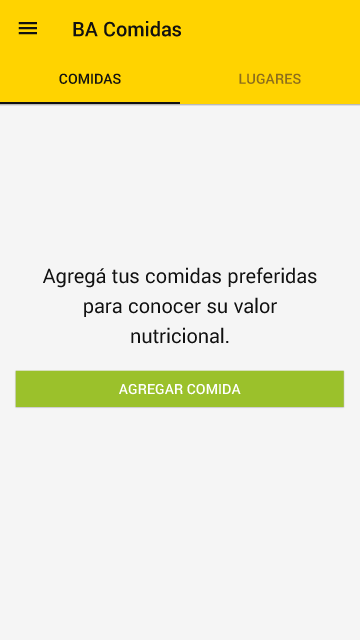 BA Comidas
COMIDAS
LUGARES
Agregá tus comidas preferidas
para conocer su valor
nutricional.
AGREGAR COMIDA